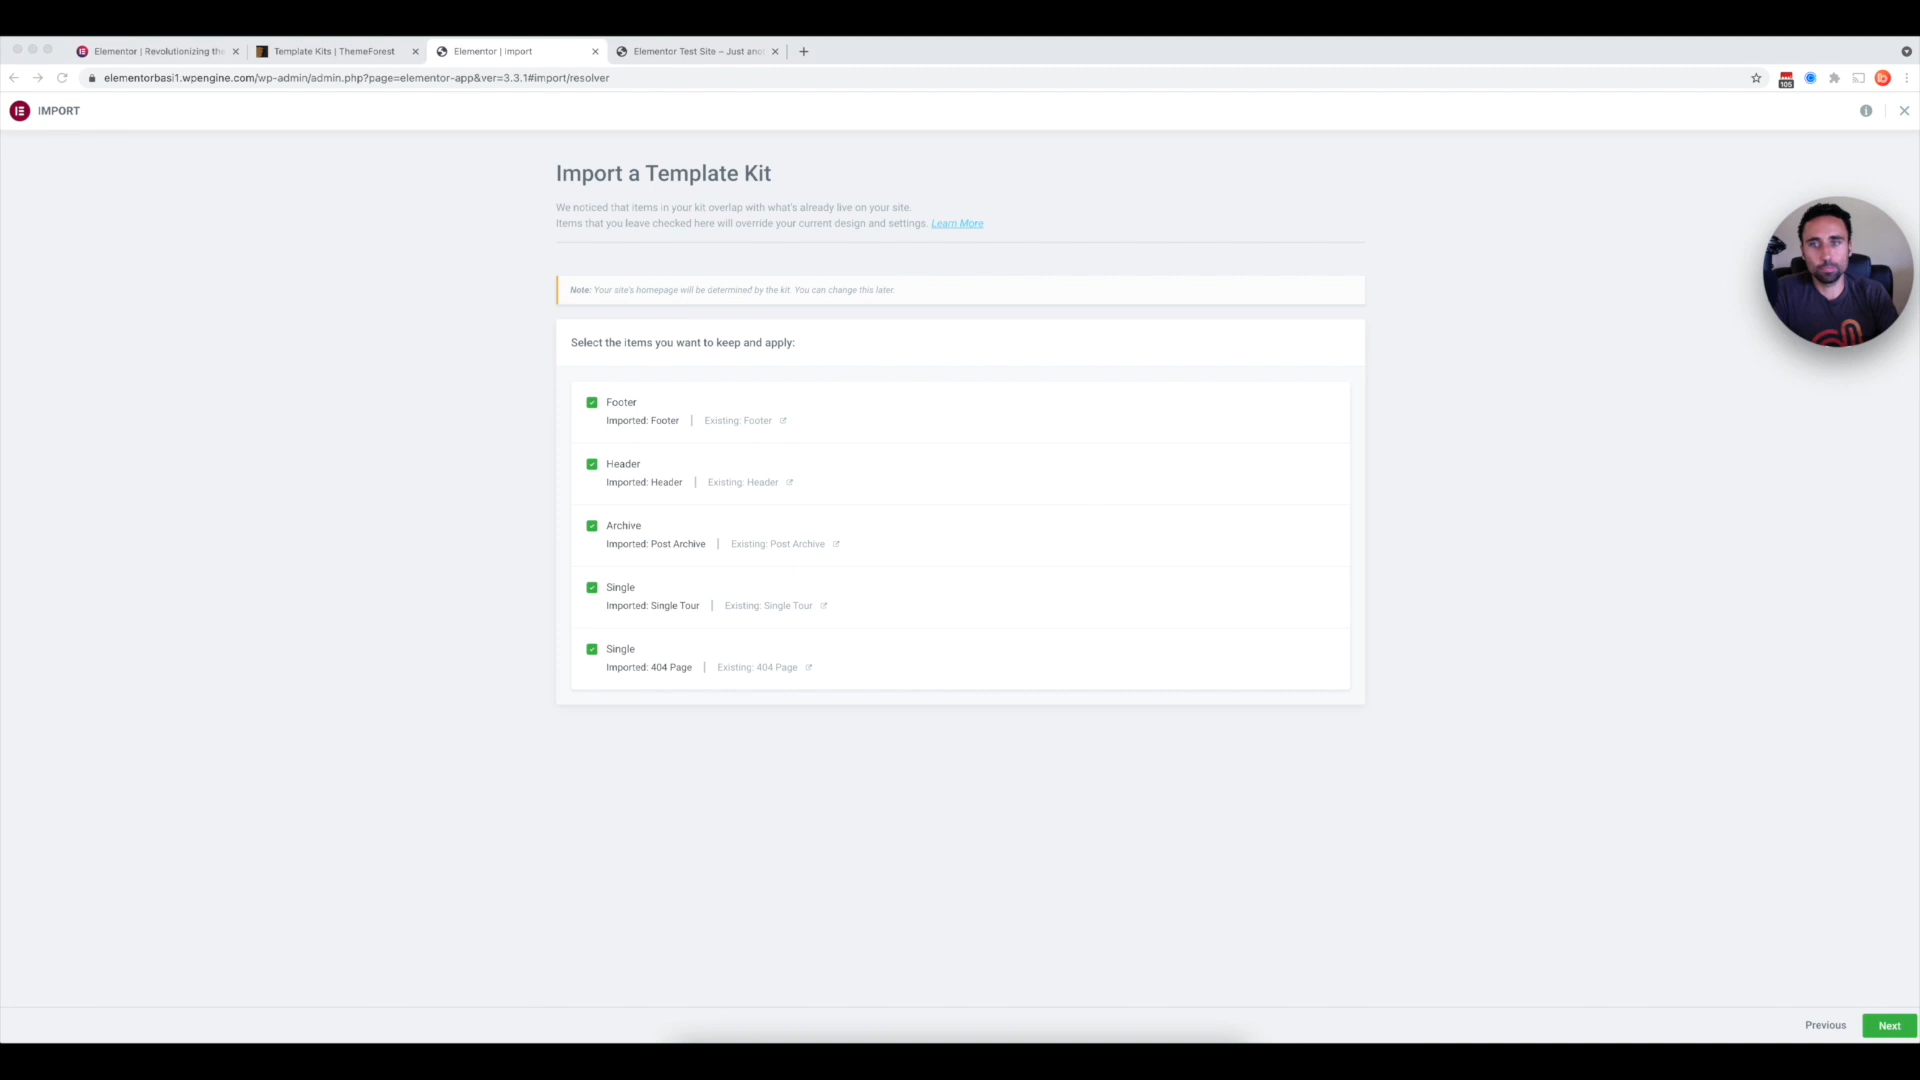 Elementor | Revolutionizing the
Template Kits | ThemeForest
Elementor | Import
Elementor Test Site – Just anot
elementorbasi1.wpengine.com/wp-admin/admin.php?page=elementor-app&ver=3.3.1#import/resolver
105
IMPORT
Import a Template Kit
We noticed that items in your kit overlap with what's already live on your site.
Items that you leave checked here will override your current design and settings. Learn More
Note: Your site's homepage will be determined by the kit. You can change this later.
Select the items you want to keep and apply:
Footer
Imported: Footer | Existing: Footer
Header
Imported: Header | Existing: Header
Archive
Imported: Post Archive | Existing: Post Archive
Single
Imported: Single Tour | Existing: Single Tour
Single
Imported: 404 Page | Existing: 404 Page
Previous
Next